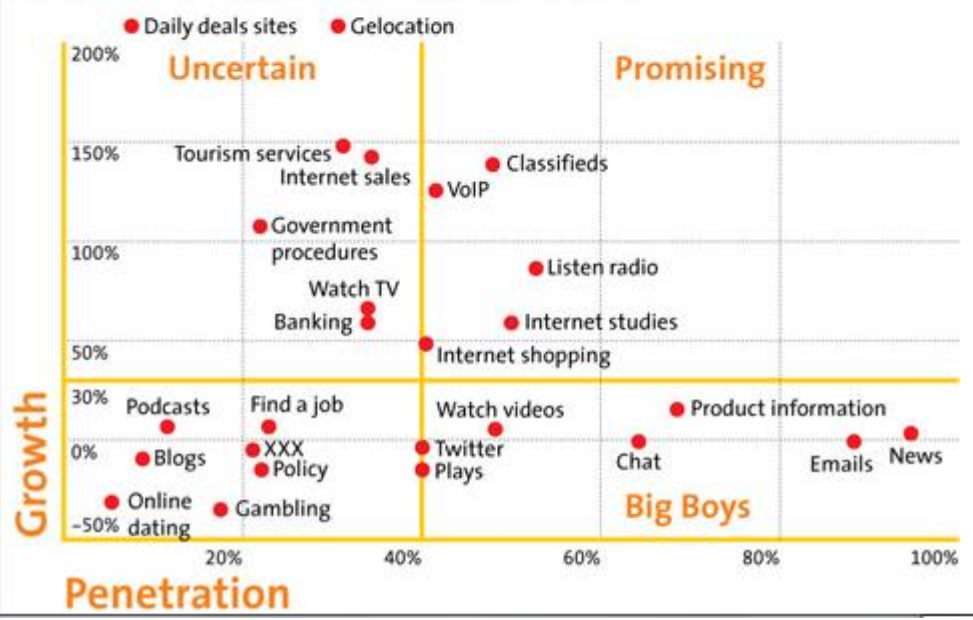 Daily deals sites
Gelocation
200%
Uncertain
Promising
150%
Tourism services
Internet sales
Classifieds
VoIP
Government
procedures
100%
Listen radio
Watch TV
Banking
Internet studies
50%
Internet shopping
30%
Podcasts
Find a job
Watch videos
Product information
0%
Blogs
XXX
Policy
Twitter
Plays
Chat
Emails
News
Online
dating
Gambling
Big Boys
-50%
Growth
20%
40%
60%
80%
100%
Penetration